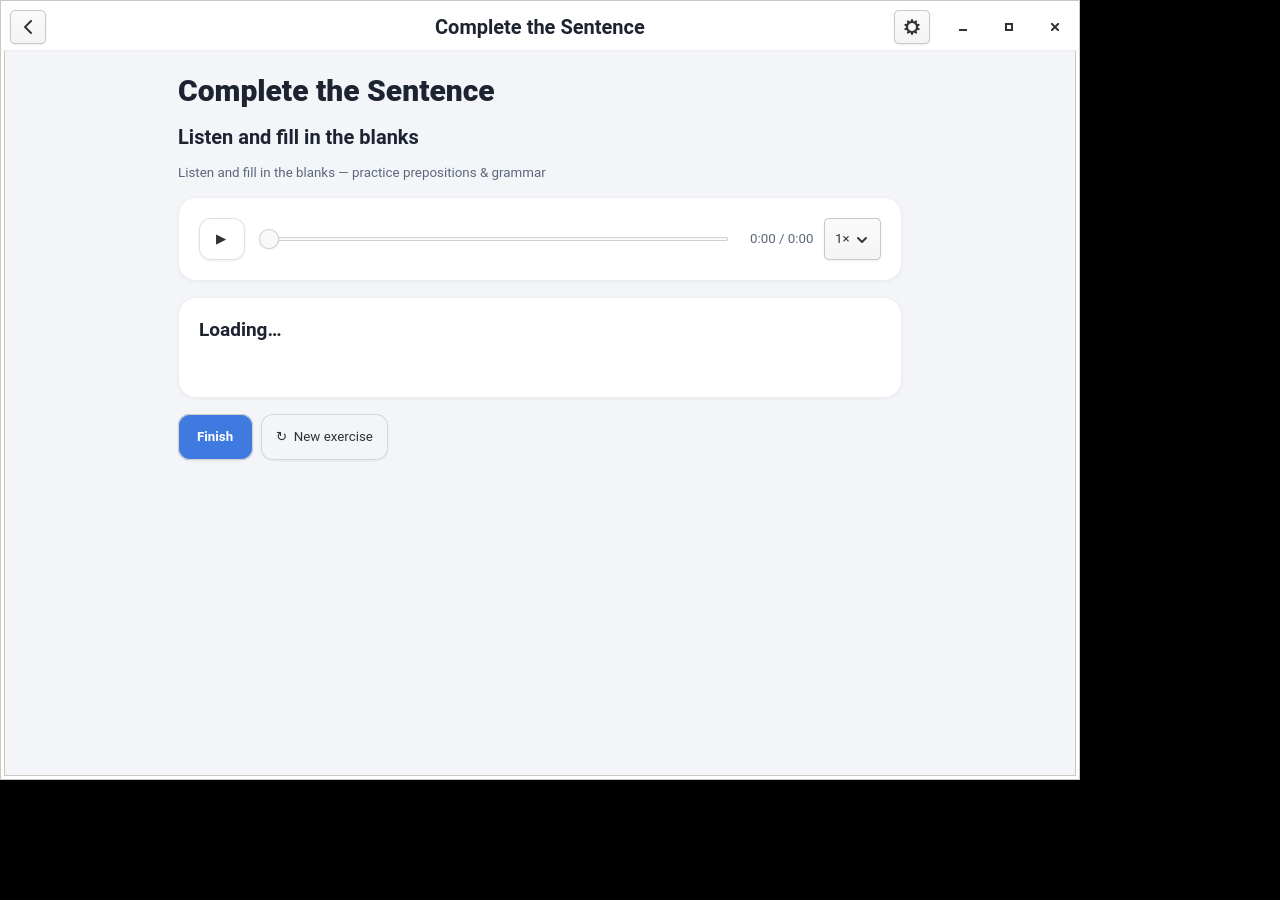 Complete the Sentence
Complete the Sentence
Listen and fill in the blanks
Listen and fill in the blanks — practice prepositions & grammar
0:00 / 0:00
1×
Loading…
Finish
↻ New exercise